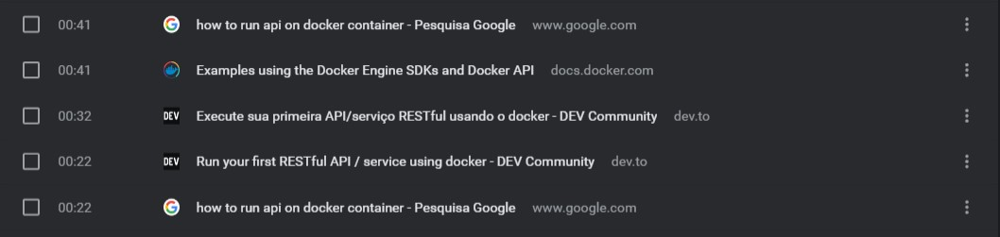 00:41 how to run api on docker container - Pesquisa Google www.google.com
00:41 Examples using the Docker Engine SDKs and Docker API docs.docker.com
00:32 DEV Execute sua primeira API/serviço RESTful usando o docker - DEV Community dev.to
00:22 DEV Run your first RESTful API / service using docker - DEV Community dev.to
00:22 how to run api on docker container - Pesquisa Google www.google.com